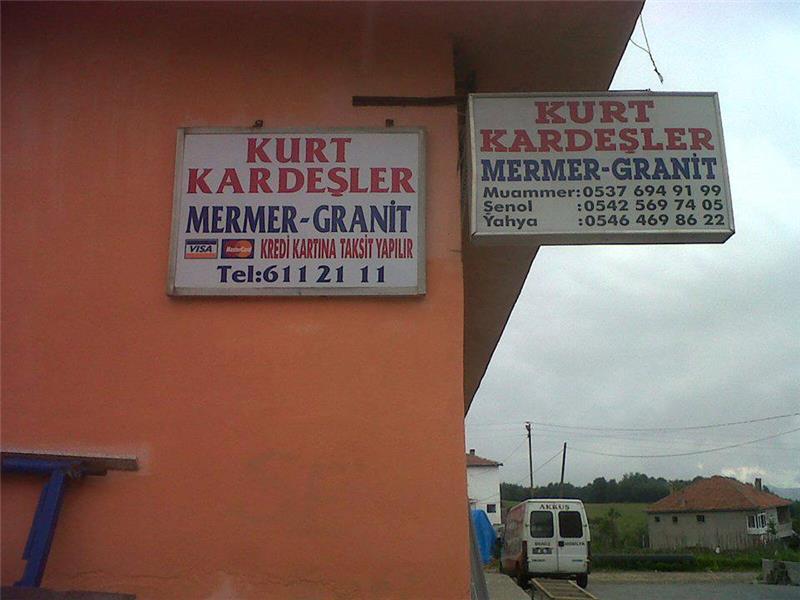 KURT
KARDEŞLER
MERMER-GRANİT
VISA MasterCard KREDİ KARTINA TAKSİT YAPILIR
Tel:611 21 11
KURT
KARDEŞLER
MERMER-GRANİT
Muammer:0537 694 91 99
Şenol :0542 569 74 05
Yahya :0546 469 86 22
AKKUŞ